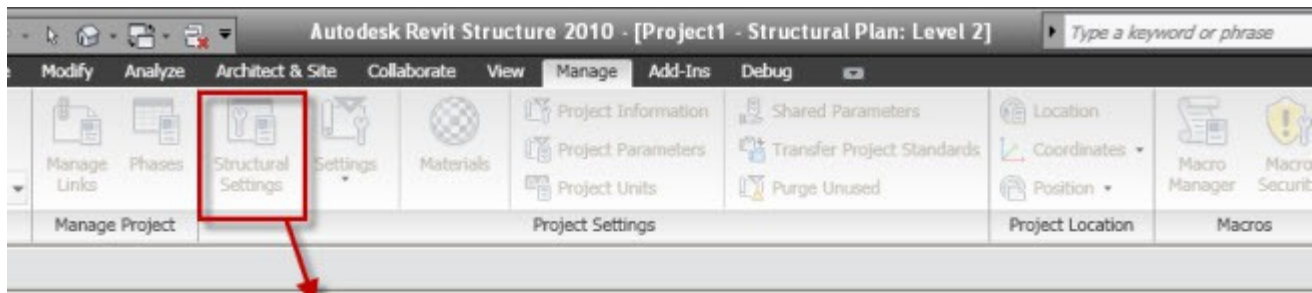 Autodesk Revit Structure 2010 - [Project1 - Structural Plan: Level 2]
Type a keyword or phrase
Modify Analyze Architect & Site Collaborate View Manage Add-Ins Debug
Manage Links
Phases
Structural Settings
Settings
Materials
Project Information
Project Parameters
Project Units
Shared Parameters
Transfer Project Standards
Purge Unused
Location
Coordinates
Position
Macro Manager
Macro
Securit
Manage Project
Project Settings
Project Location
Macros